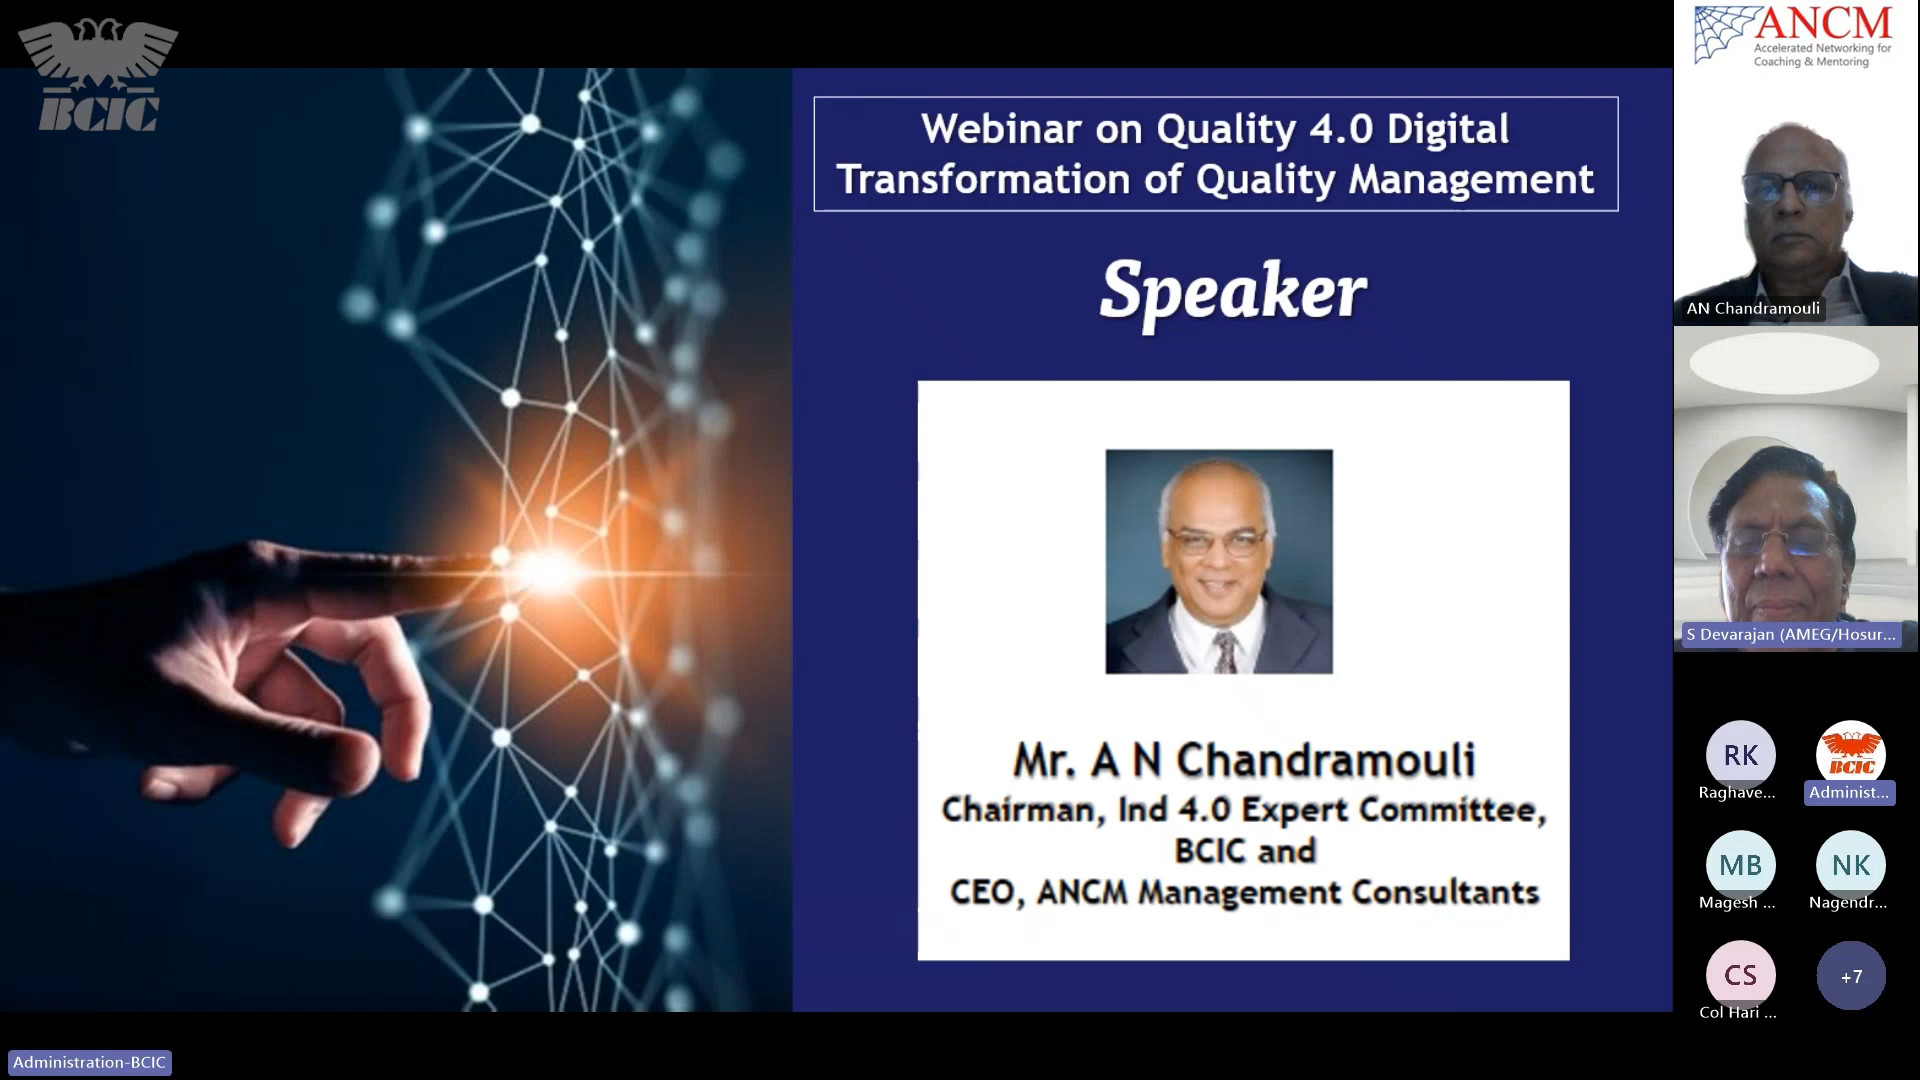 BCIC
Webinar on Quality 4.0 Digital
Transformation of Quality Management
Speaker
Mr. A N Chandramouli
Chairman, Ind 4.0 Expert Committee,
BCIC and
CEO, ANCM Management Consultants
Administration-BCIC
ANCM
Accelerated Networking for
Coaching & Mentoring
AN Chandramouli
S Devarajan (AMEG/Hosur...
RK
Raghave...
BCIC
Administ...
MB
Magesh ...
NK
Nagendr...
CS
Col Hari ...
+7